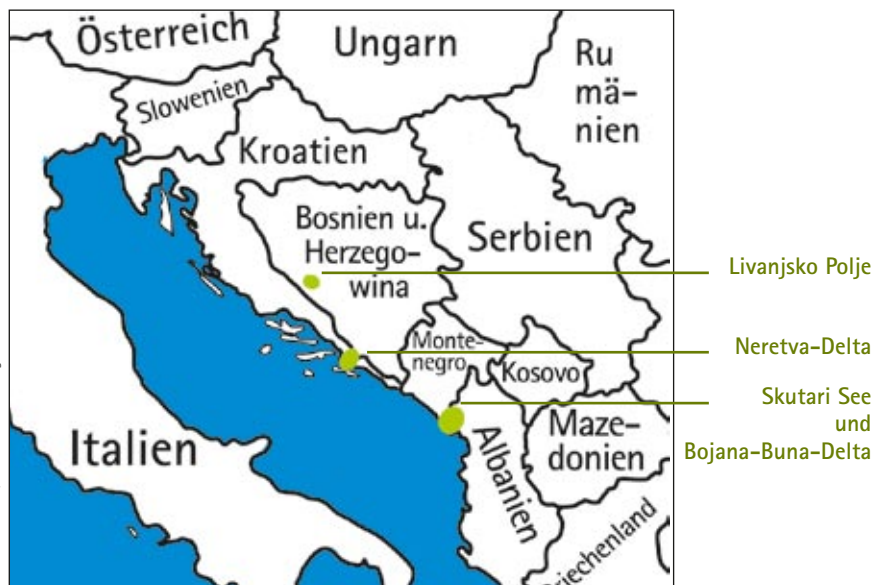 Österreich
Ungarn
Ru
mä-
nien
Slowenien
Kroatien
Bosnien u.
Herzego-
wina
Serbien
Livanjsko Polje
Monte-
negro
Neretva-Delta
Kosovo
Skutari See
und
Bojana-Buna-Delta
Italien
Albanien
Maze-
donien
Griechenland